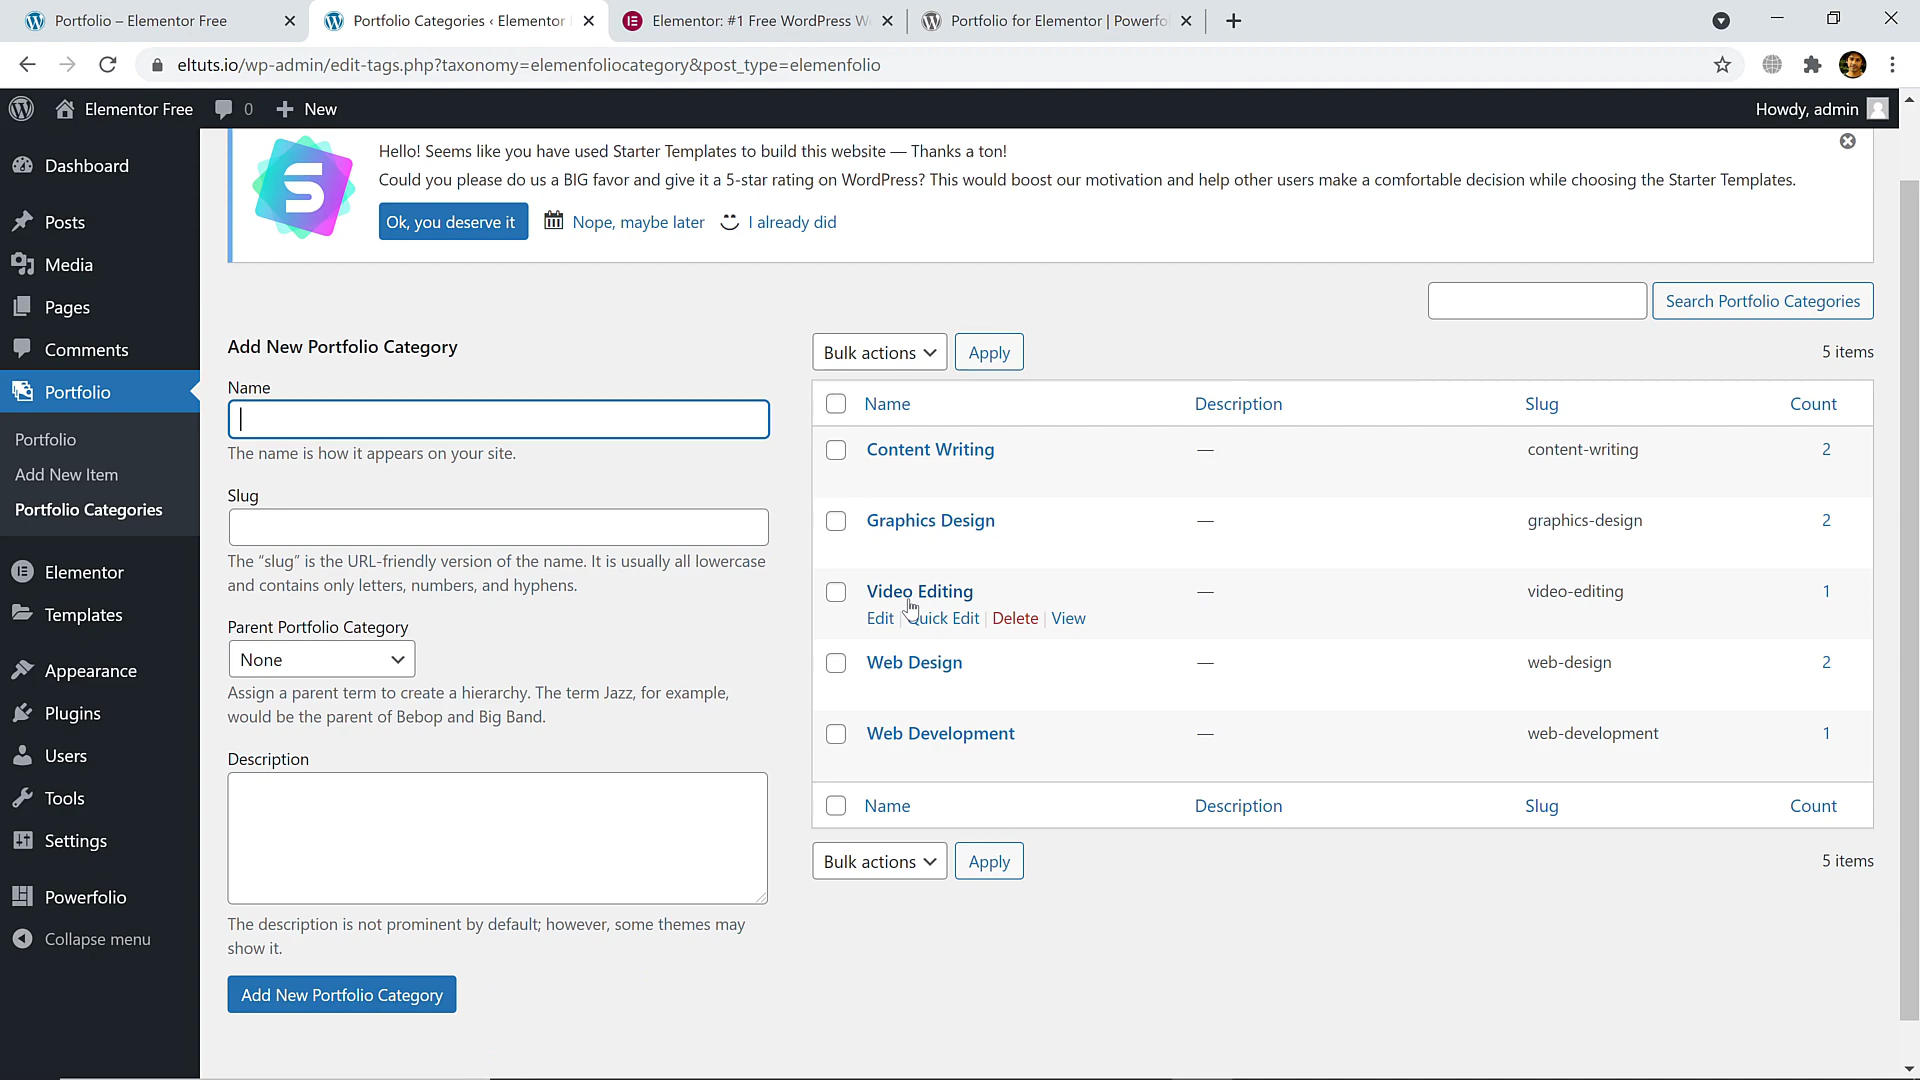 Portfolio – Elementor Free
Portfolio Categories ‹ Elementor
Elementor: #1 Free WordPress W
Portfolio for Elementor | Powerfo
eltuts.io/wp-admin/edit-tags.php?taxonomy=elemenfoliocategory&post_type=elemenfolio
Elementor Free
0
New
Howdy, admin
Dashboard
Posts
Media
Pages
Comments
Portfolio
Portfolio
Add New Item
Portfolio Categories
Elementor
Templates
Appearance
Plugins
Users
Tools
Settings
Powerfolio
Collapse menu
Hello! Seems like you have used Starter Templates to build this website — Thanks a ton!
Could you please do us a BIG favor and give it a 5-star rating on WordPress? This would boost our motivation and help other users make a comfortable decision while choosing the Starter Templates.
Ok, you deserve it
Nope, maybe later
I already did
Search Portfolio Categories
Add New Portfolio Category
Name
The name is how it appears on your site.
Slug
The “slug” is the URL-friendly version of the name. It is usually all lowercase
and contains only letters, numbers, and hyphens.
Parent Portfolio Category
None
Assign a parent term to create a hierarchy. The term Jazz, for example,
would be the parent of Bebop and Big Band.
Description
The description is not prominent by default; however, some themes may
show it.
Add New Portfolio Category
Bulk actions
Apply
5 items
Name Description Slug Count
Content Writing — content-writing 2
Graphics Design — graphics-design 2
Video Editing — video-editing 1
Edit | Quick Edit | Delete | View
Web Design — web-design 2
Web Development — web-development 1
Name Description Slug Count
Bulk actions
Apply
5 items